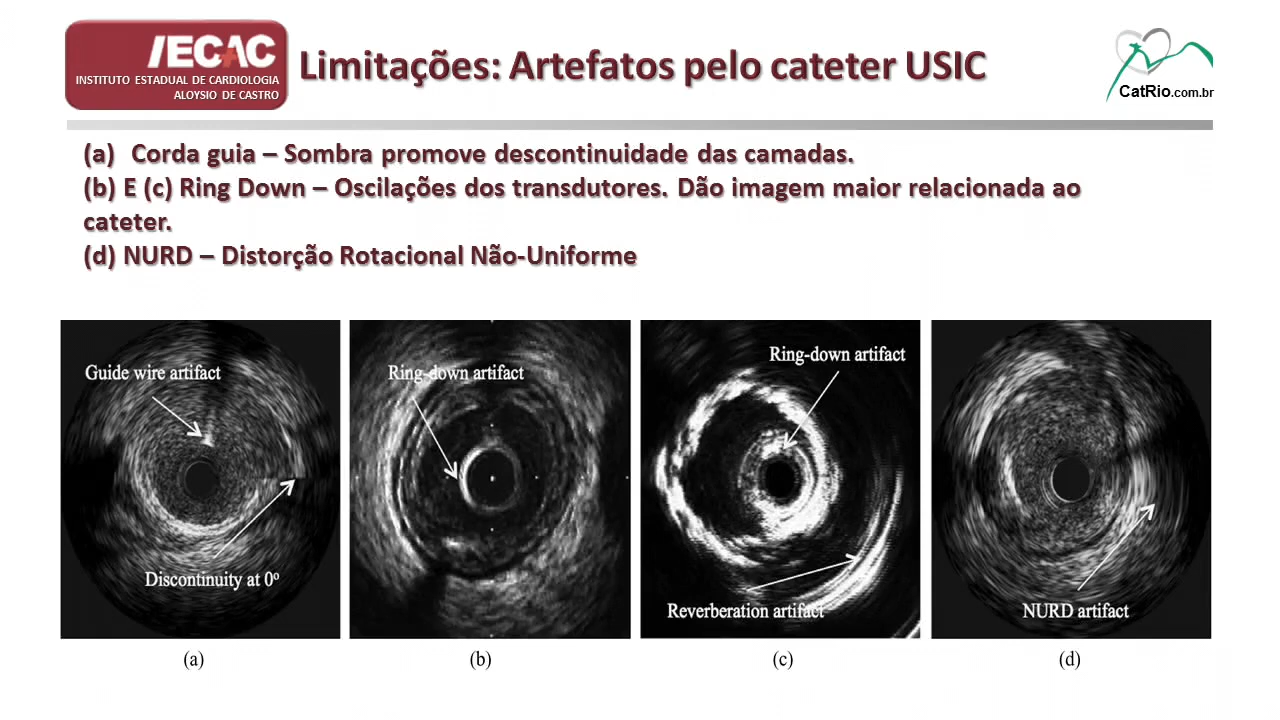 IECAC
INSTITUTO ESTADUAL DE CARDIOLOGIA
ALOYSIO DE CASTRO
Limitações: Artefatos pelo cateter USIC
CatRio.com.br
(a) Corda guia – Sombra promove descontinuidade das camadas.
(b) E (c) Ring Down – Oscilações dos transdutores. Dão imagem maior relacionada ao
cateter.
(d) NURD – Distorção Rotacional Não-Uniforme
Guide wire artifact
Discontinuity at 0º
Ring-down artifact
Ring-down artifact
Reverberation artifact
NURD artifact
(a)
(b)
(c)
(d)